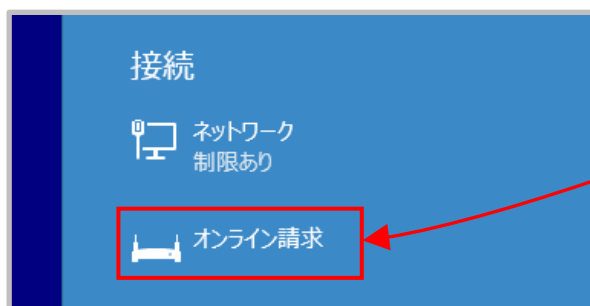 接続
ネットワーク
制限あり
オンライン請求